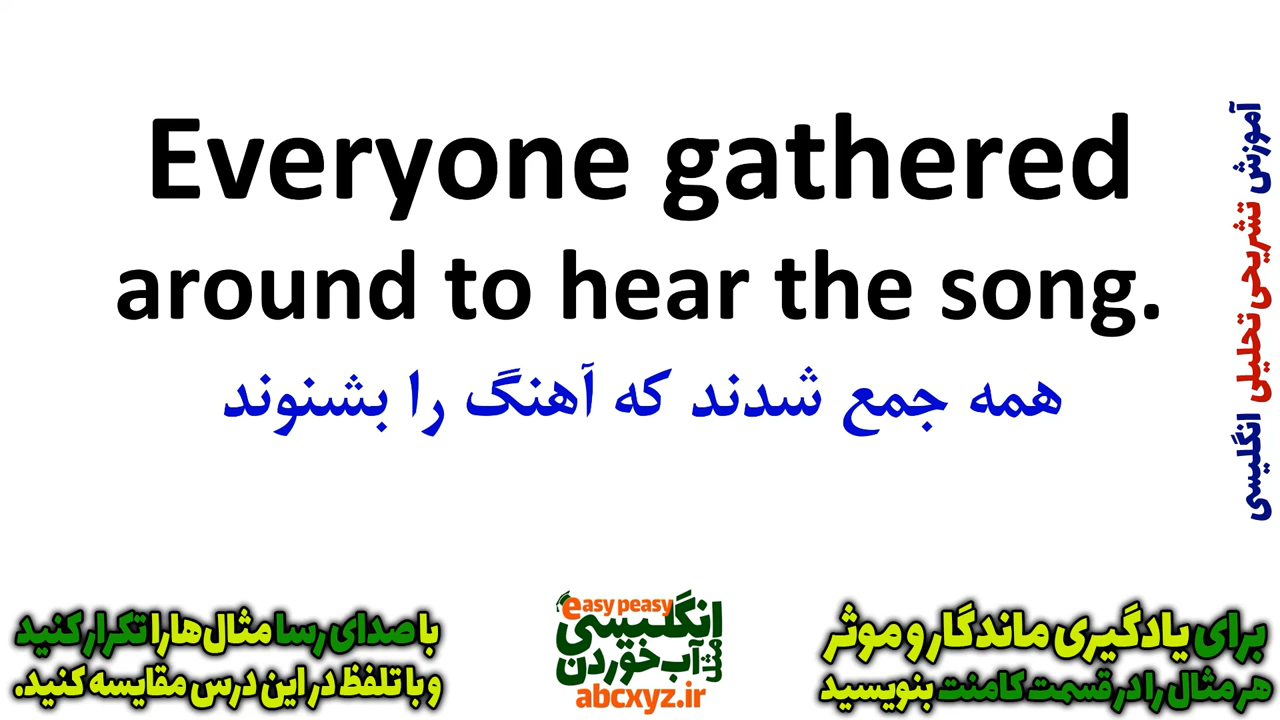 Everyone gathered
around to hear the song.
همه جمع شدند که آهنگ را بشنوند
آموزش تشریحی تحلیلی انگلیسی
برای یادگیری ماندگار و موثر
هر مثال را در قسمت کامنت بنویسید
easy peasy
انگلیسی
مثل آب خوردن
abcxyz.ir
با صدای رسا مثال‌ها را تکرار کنید
و با تلفظ در این درس مقایسه کنید.